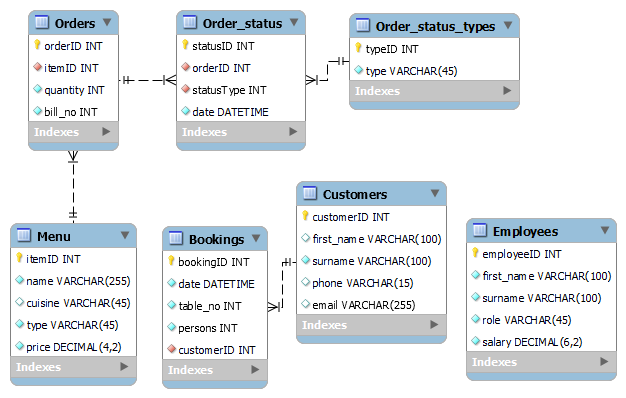 Orders
orderID INT
itemID INT
quantity INT
bill_no INT
Indexes
Order_status
statusID INT
orderID INT
statusType INT
date DATETIME
Indexes
Order_status_types
typeID INT
type VARCHAR(45)
Indexes
Menu
itemID INT
name VARCHAR(255)
cuisine VARCHAR(45)
type VARCHAR(45)
price DECIMAL(4,2)
Indexes
Bookings
bookingID INT
date DATETIME
table_no INT
persons INT
customerID INT
Indexes
Customers
customerID INT
first_name VARCHAR(100)
surname VARCHAR(100)
phone VARCHAR(15)
email VARCHAR(255)
Indexes
Employees
employeeID INT
first_name VARCHAR(100)
surname VARCHAR(100)
role VARCHAR(45)
salary DECIMAL(6,2)
Indexes